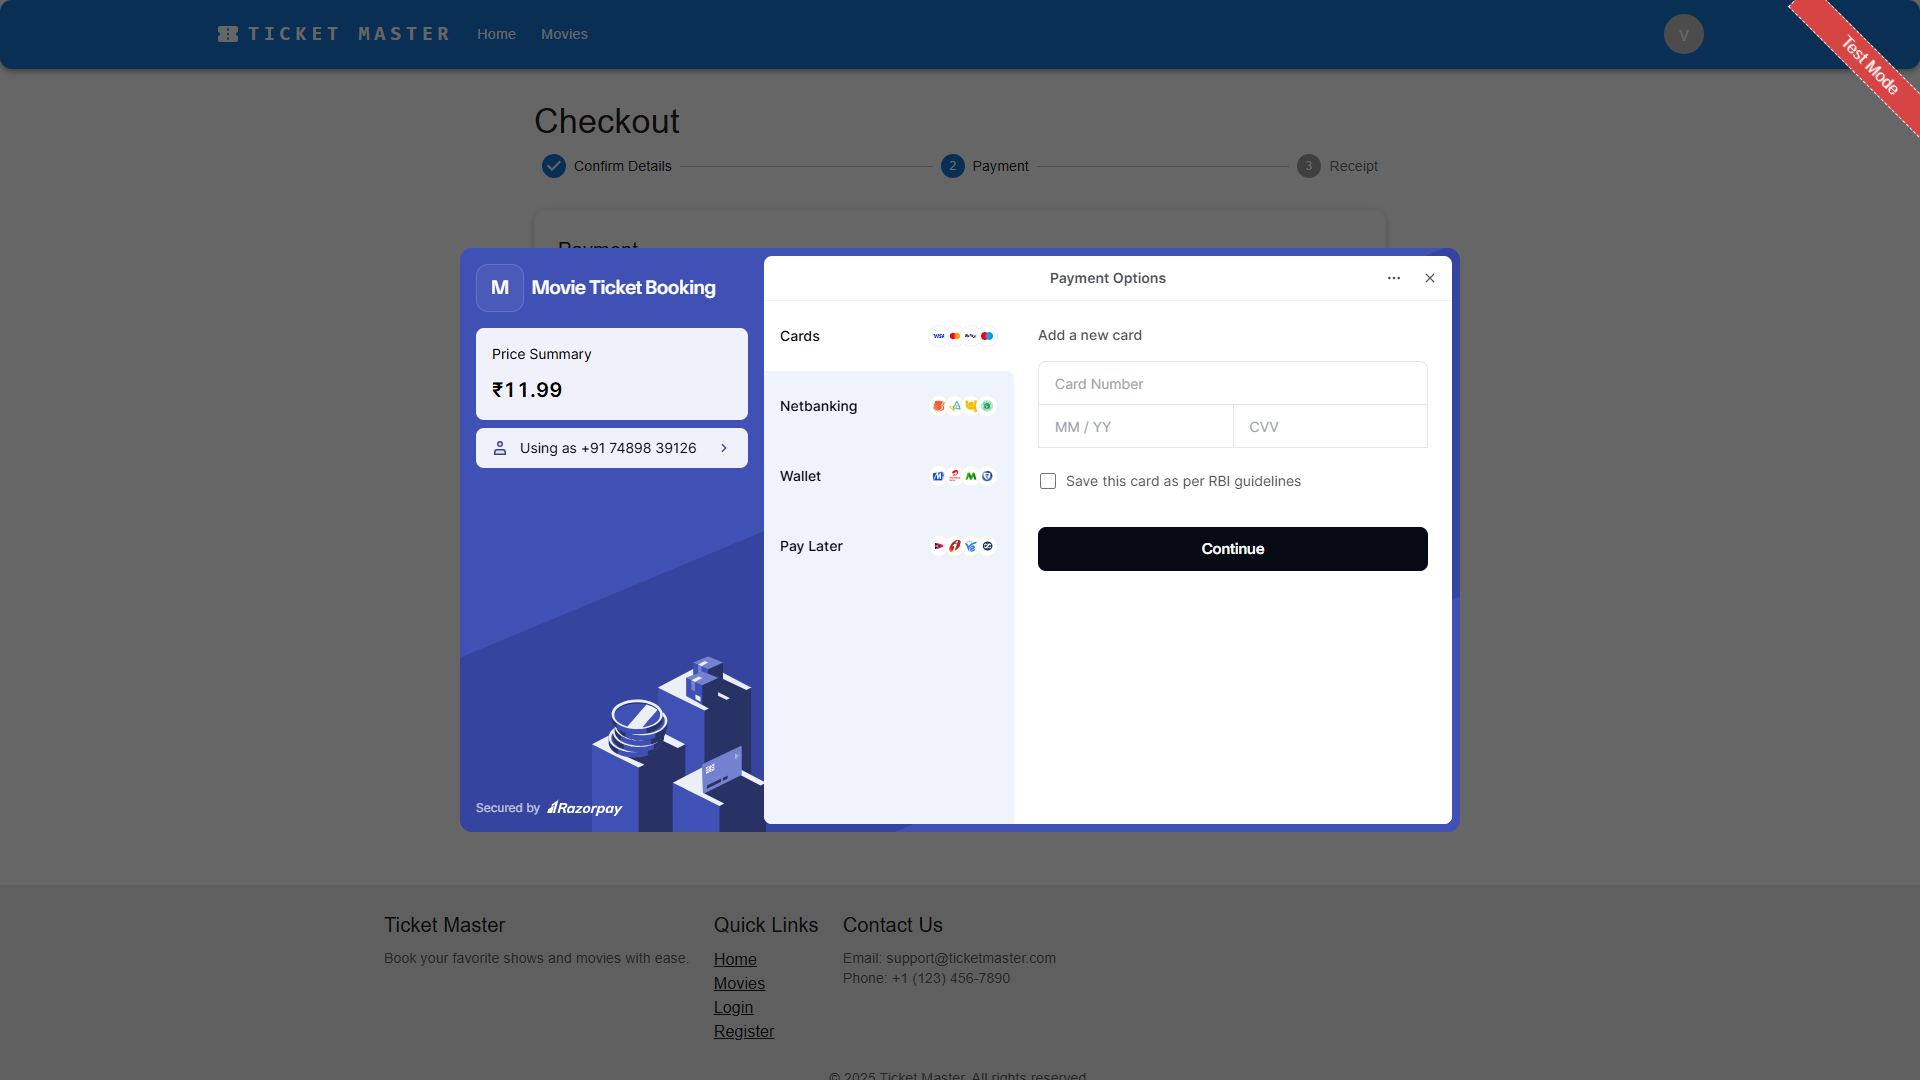 TICKET MASTER
Home
Movies
V
Test Mode
Checkout
Confirm Details
2
Payment
3
Receipt
Payment
M
Movie Ticket Booking
Price Summary
₹11.99
Using as +91 74898 39126
Secured by Razorpay
Payment Options
Cards
VISA
Netbanking
Wallet
Pay Later
Add a new card
Card Number
MM / YY
CVV
Save this card as per RBI guidelines
Continue
Ticket Master
Book your favorite shows and movies with ease.
Quick Links
Home
Movies
Login
Register
Contact Us
Email: support@ticketmaster.com
Phone: +1 (123) 456-7890
© 2025 Ticket Master. All rights reserved.